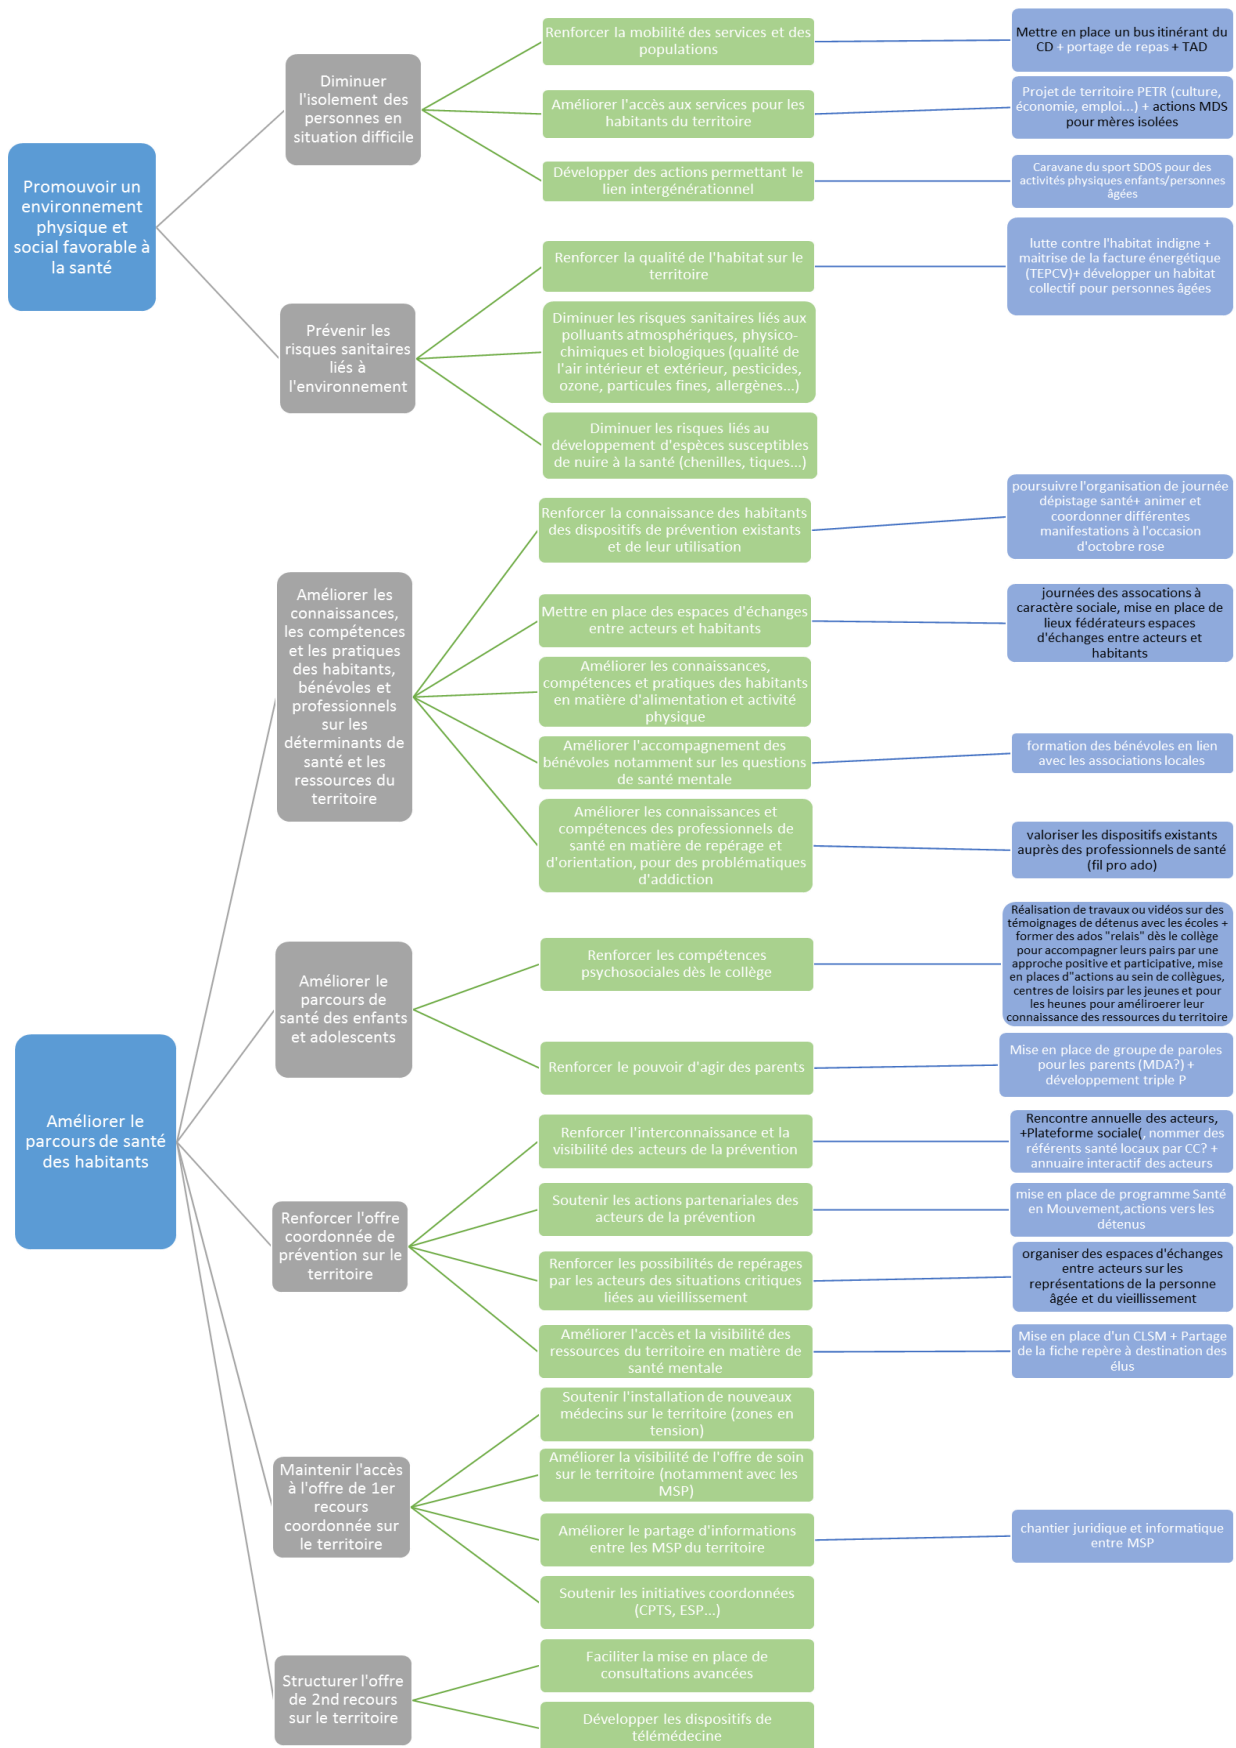 Promouvoir un
environnement
physique et
social favorable à
la santé
Diminuer
l'isolement des
personnes en
situation difficile
Renforcer la mobilité des services et des
populations
Mettre en place un bus itinérant du
CD + portage de repas + TAD
Améliorer l'accès aux services pour les
habitants du territoire
Projet de territoire PETR (culture,
économie, emploi...) + actions MDS
pour mères isolées
Développer des actions permettant le
lien intergénérationnel
Caravane du sport SDOS pour des
activités physiques enfants/personnes
âgées
Prévenir les
risques sanitaires
liés à
l'environnement
Renforcer la qualité de l'habitat sur le
territoire
lutte contre l'habitat indigne +
maitrise de la facture énergétique
(TEPCV)+ développer un habitat
collectif pour personnes âgées
Diminuer les risques sanitaires liés aux
polluants atmosphériques, physico-
chimiques et biologiques (qualité de
l'air intérieur et extérieur, pesticides,
ozone, particules fines, allergènes...)
Diminuer les risques liés au
développement d'espèces susceptibles
de nuire à la santé (chenilles, tiques...)
Améliorer le
parcours de santé
des habitants
Améliorer les
connaissances,
les compétences
et les pratiques
des habitants,
bénévoles et
professionnels
sur les
déterminants de
santé et les
ressources du
territoire
Renforcer la connaissance des habitants
des dispositifs de prévention existants
et de leur utilisation
poursuivre l'organisation de journée
dépistage santé+ animer et
coordonner différentes
manifestations à l'occasion
d'octobre rose
Mettre en place des espaces d'échanges
entre acteurs et habitants
journées des assocations à
caractère sociale, mise en place de
lieux fédérateurs espaces
d'échanges entre acteurs et
habitants
Améliorer les connaissances,
compétences et pratiques des habitants
en matière d'alimentation et activité
physique
Améliorer l'accompagnement des
bénévoles notamment sur les questions
de santé mentale
formation des bénévoles en lien
avec les associations locales
Améliorer les connaissances et
compétences des professionnels de
santé en matière de repérage et
d'orientation, pour des problématiques
d'addiction
valoriser les dispositifs existants
auprès des professionnels de santé
(fil pro ado)
Améliorer le
parcours de
santé des enfants
et adolescents
Renforcer les compétences
psychosociales dès le collège
Réalisation de travaux ou vidéos sur des
témoignages de détenus avec les écoles +
former des ados "relais" dès le collège
pour accompagner leurs pairs par une
approche positive et participative, mise
en places d"actions au sein de collègues,
centres de loisirs par les jeunes et pour
les heunes pour améliroerer leur
connaissance des ressources du territoire
Renforcer le pouvoir d'agir des parents
Mise en place de groupe de paroles
pour les parents (MDA?) +
développement triple P
Renforcer l'offre
coordonnée de
prévention sur le
territoire
Renforcer l'interconnaissance et la
visibilité des acteurs de la prévention
Rencontre annuelle des acteurs,
+Plateforme sociale(, nommer des
référents santé locaux par CC? +
annuaire interactif des acteurs
Soutenir les actions partenariales des
acteurs de la prévention
mise en place de programme Santé
en Mouvement,actions vers les
détenus
Renforcer les possibilités de repérages
par les acteurs des situations critiques
liées au vieillissement
organiser des espaces d'échanges
entre acteurs sur les
représentations de la personne
âgée et du vieillissement
Améliorer l'accès et la visibilité des
ressources du territoire en matière de
santé mentale
Mise en place d'un CLSM + Partage
de la fiche repère à destination des
élus
Maintenir l'accès
à l'offre de 1er
recours
coordonnée sur
le territoire
Soutenir l'installation de nouveaux
médecins sur le territoire (zones en
tension)
Améliorer la visibilité de l'offre de soin
sur le territoire (notamment avec les
MSP)
Améliorer le partage d'informations
entre les MSP du territoire
chantier juridique et informatique
entre MSP
Soutenir les initiatives coordonnées
(CPTS, ESP...)
Structurer l'offre
de 2nd recours
sur le territoire
Faciliter la mise en place de
consultations avancées
Développer les dispositifs de
télémédecine